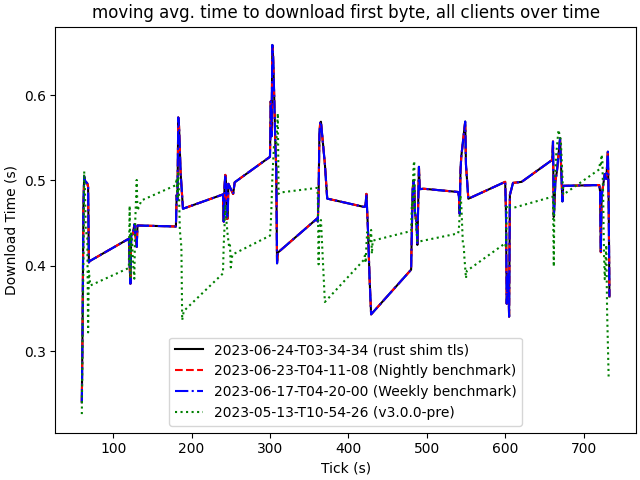 moving avg. time to download first byte, all clients over time
Download Time (s)
0.6
0.5
0.4
0.3
2023-06-24-T03-34-34 (rust shim tls)
2023-06-23-T04-11-08 (Nightly benchmark)
2023-06-17-T04-20-00 (Weekly benchmark)
2023-05-13-T10-54-26 (v3.0.0-pre)
100 200 300 400 500 600 700
Tick (s)